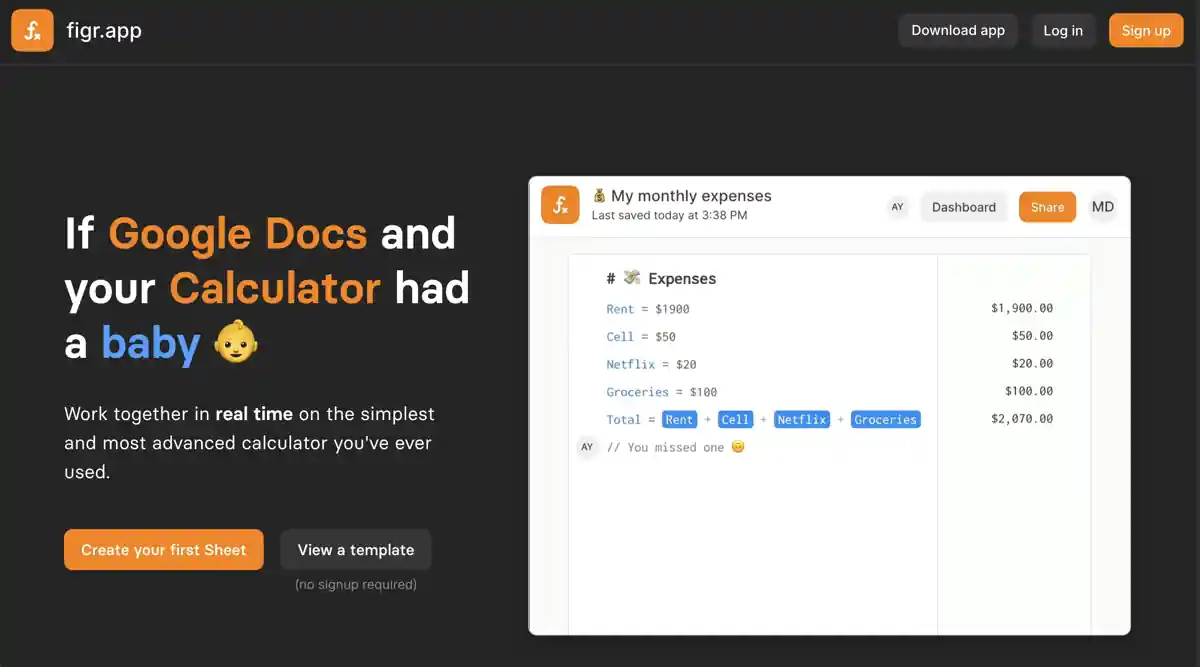 figr.app
Download app
Log in
Sign up
If Google Docs and
your Calculator had
a baby 👶
Work together in real time on the simplest
and most advanced calculator you've ever
used.
Create your first Sheet
View a template
(no signup required)
💰 My monthly expenses
Last saved today at 3:38 PM
AY
Dashboard
Share
MD
# 💸 Expenses
Rent = $1900 $1,900.00
Cell = $50 $50.00
Netflix = $20 $20.00
Groceries = $100 $100.00
Total = Rent + Cell + Netflix + Groceries $2,070.00
AY // You missed one 😊